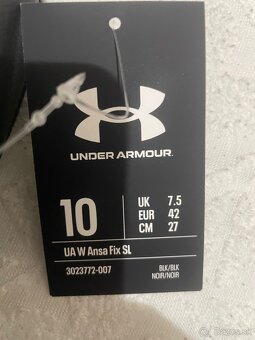 UNDER ARMOUR
10
UK 7.5
EUR 42
CM 27
UA W Ansa Fix SL
3023772-007
BLK/BLK
NOIR/NOIR